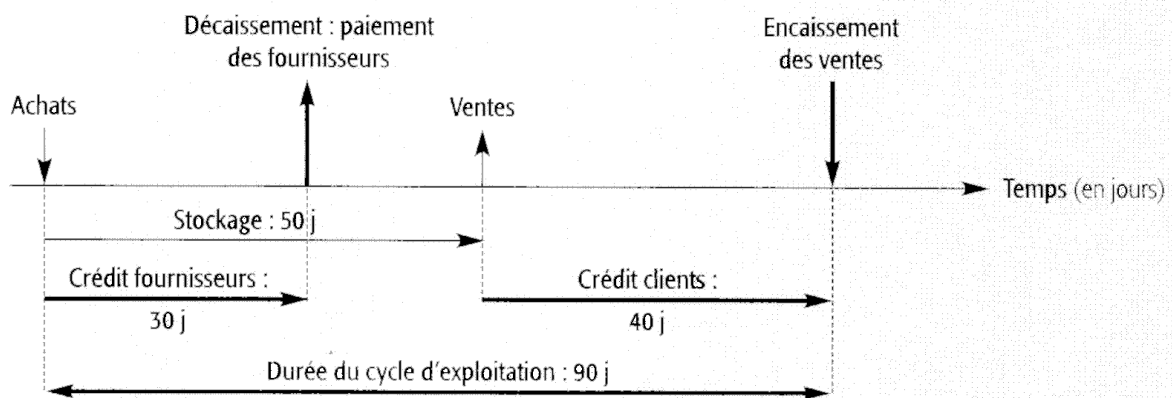 Décaissement : paiement
des fournisseurs
Encaissement
des ventes
Achats
Ventes
Temps (en jours)
Stockage : 50 j
Crédit fournisseurs :
30 j
Crédit clients :
40 j
Durée du cycle d'exploitation : 90 j